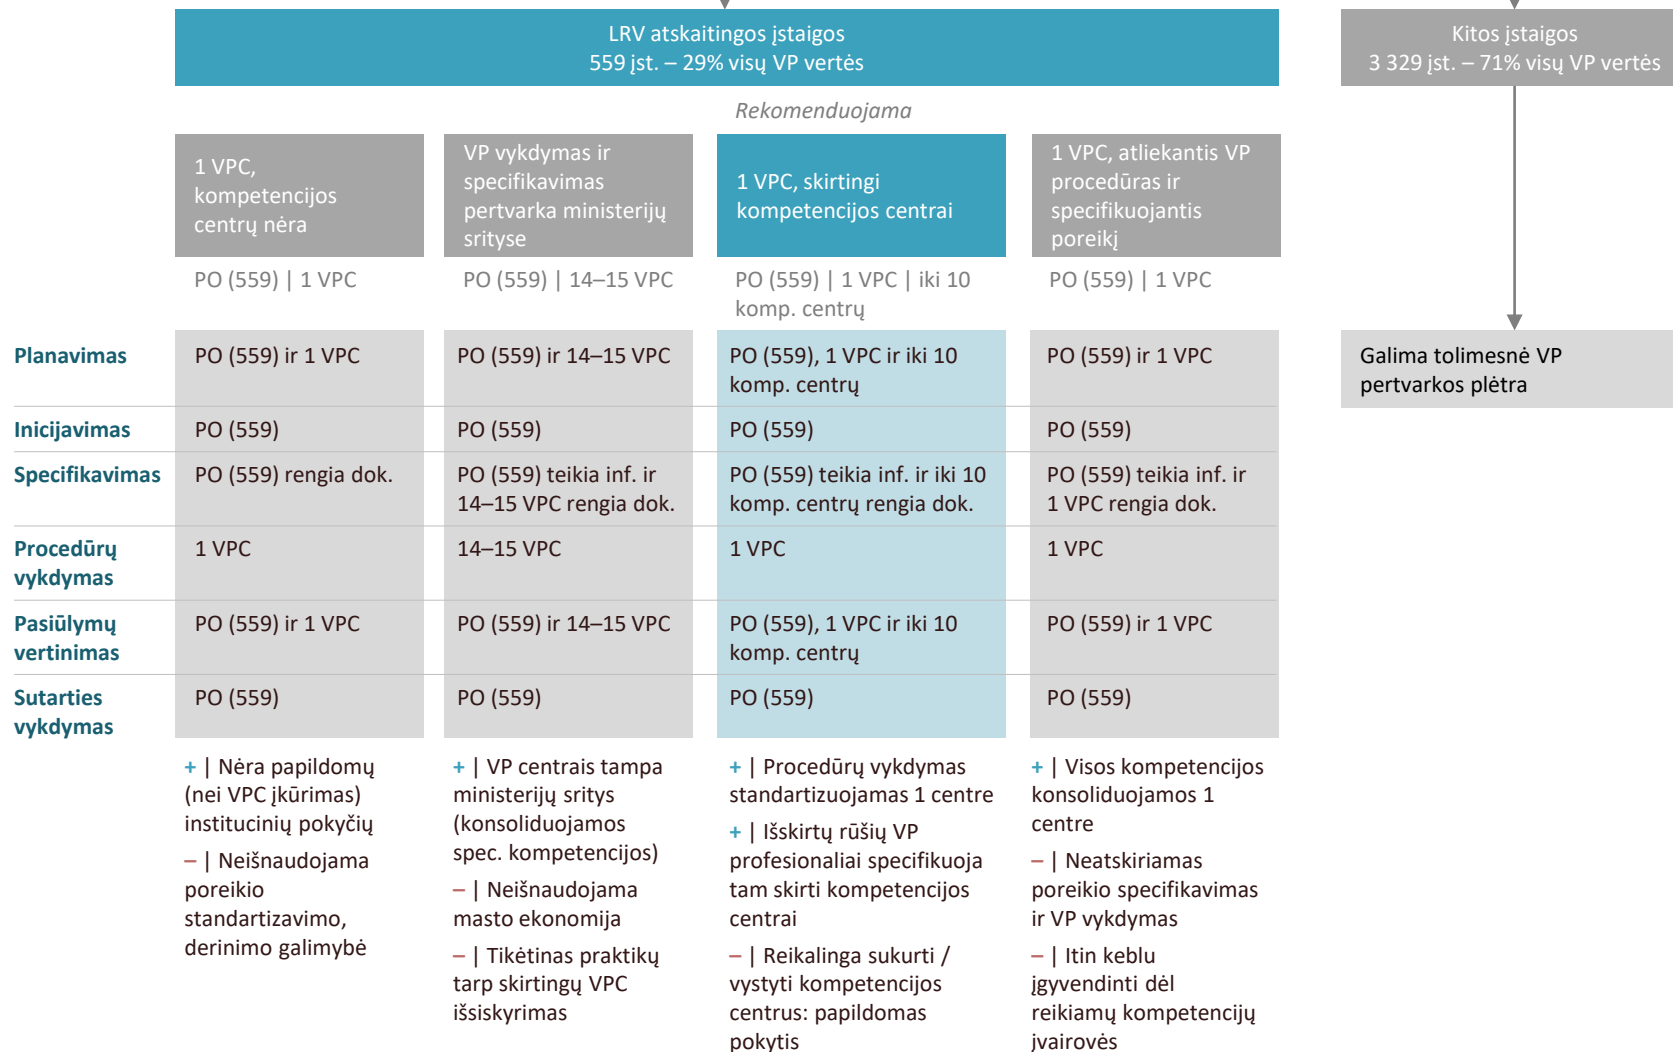 LRV atskaitingos įstaigos
559 įst. – 29% visų VP vertės
Kitos įstaigos
3 329 įst. – 71% visų VP vertės
Rekomenduojama
1 VPC,
kompetencijos
centrų nėra
VP vykdymas ir
specifikavimas
pertvarka ministerijų
srityse
1 VPC, skirtingi
kompetencijos centrai
1 VPC, atliekantis VP
procedūras ir
specifikuojantis
poreikį
PO (559) | 1 VPC
PO (559) | 14–15 VPC
PO (559) | 1 VPC | iki 10
komp. centrų
PO (559) | 1 VPC
Planavimas
PO (559) ir 1 VPC
PO (559) ir 14–15 VPC
PO (559), 1 VPC ir iki 10
komp. centrų
PO (559) ir 1 VPC
Galima tolimesnė VP
pertvarkos plėtra
Inicijavimas
PO (559)
PO (559)
PO (559)
PO (559)
Specifikavimas
PO (559) rengia dok.
PO (559) teikia inf. ir
14–15 VPC rengia dok.
PO (559) teikia inf. ir iki 10
komp. centrų rengia dok.
PO (559) teikia inf. ir
1 VPC rengia dok.
Procedūrų
vykdymas
1 VPC
14–15 VPC
1 VPC
1 VPC
Pasiūlymų
vertinimas
PO (559) ir 1 VPC
PO (559) ir 14–15 VPC
PO (559), 1 VPC ir iki 10
komp. centrų
PO (559) ir 1 VPC
Sutarties
vykdymas
PO (559)
PO (559)
PO (559)
PO (559)
+ | Nėra papildomų
(nei VPC įkūrimas)
institucinių pokyčių
– | Neišnaudojama
poreikio
standartizavimo,
derinimo galimybė
+ | VP centrais tampa
ministerijų sritys
(konsoliduojamos
spec. kompetencijos)
– | Neišnaudojama
masto ekonomija
– | Tikėtinas praktikų
tarp skirtingų VPC
išsiskyrimas
+ | Procedūrų vykdymas
standartizuojamas 1 centre
+ | Išskirtų rūšių VP
profesionaliai specifikuoja
tam skirti kompetencijos
centrai
– | Reikalinga sukurti /
vystyti kompetencijos
centrus: papildomas
pokytis
+ | Visos kompetencijos
konsoliduojamos 1
centre
– | Neatskiriamas
poreikio specifikavimas
ir VP vykdymas
– | Itin keblu
įgyvendinti dėl
reikiamų kompetencijų
įvairovės